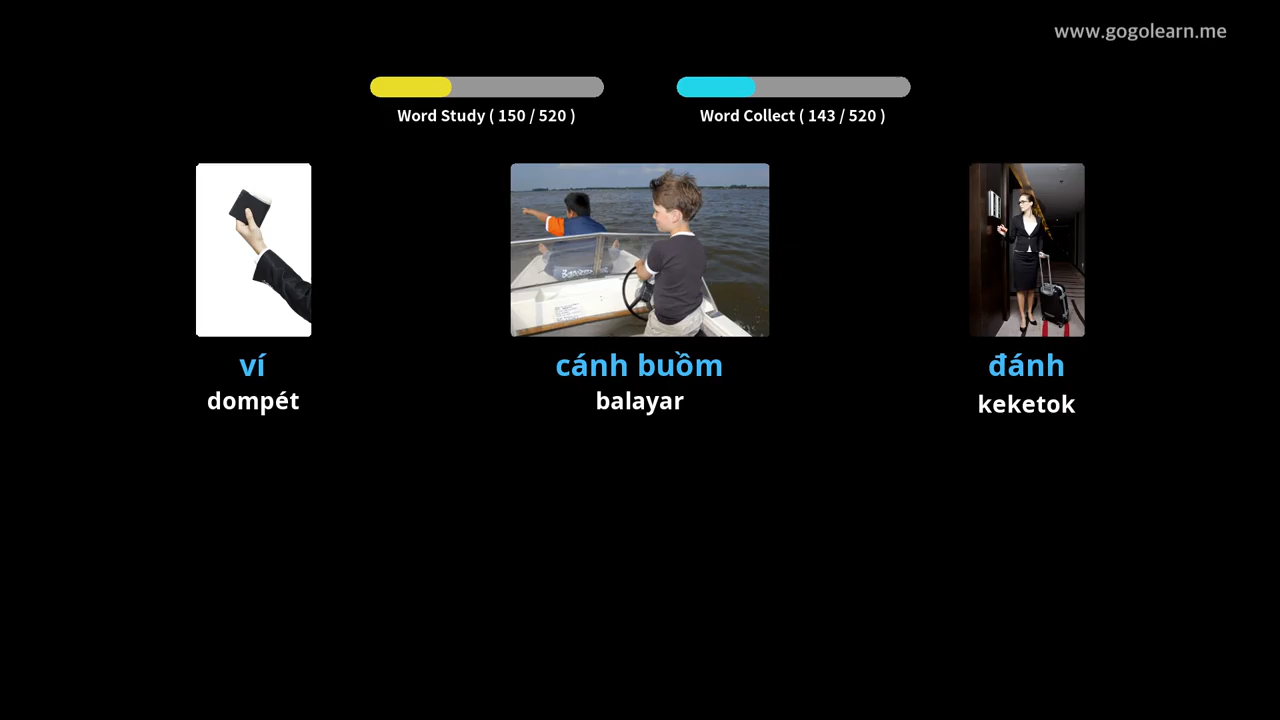 www.gogolearn.me
Word Study ( 150 / 520 )
Word Collect ( 143 / 520 )
ví
cánh buồm
đánh
dompét
balayar
keketok